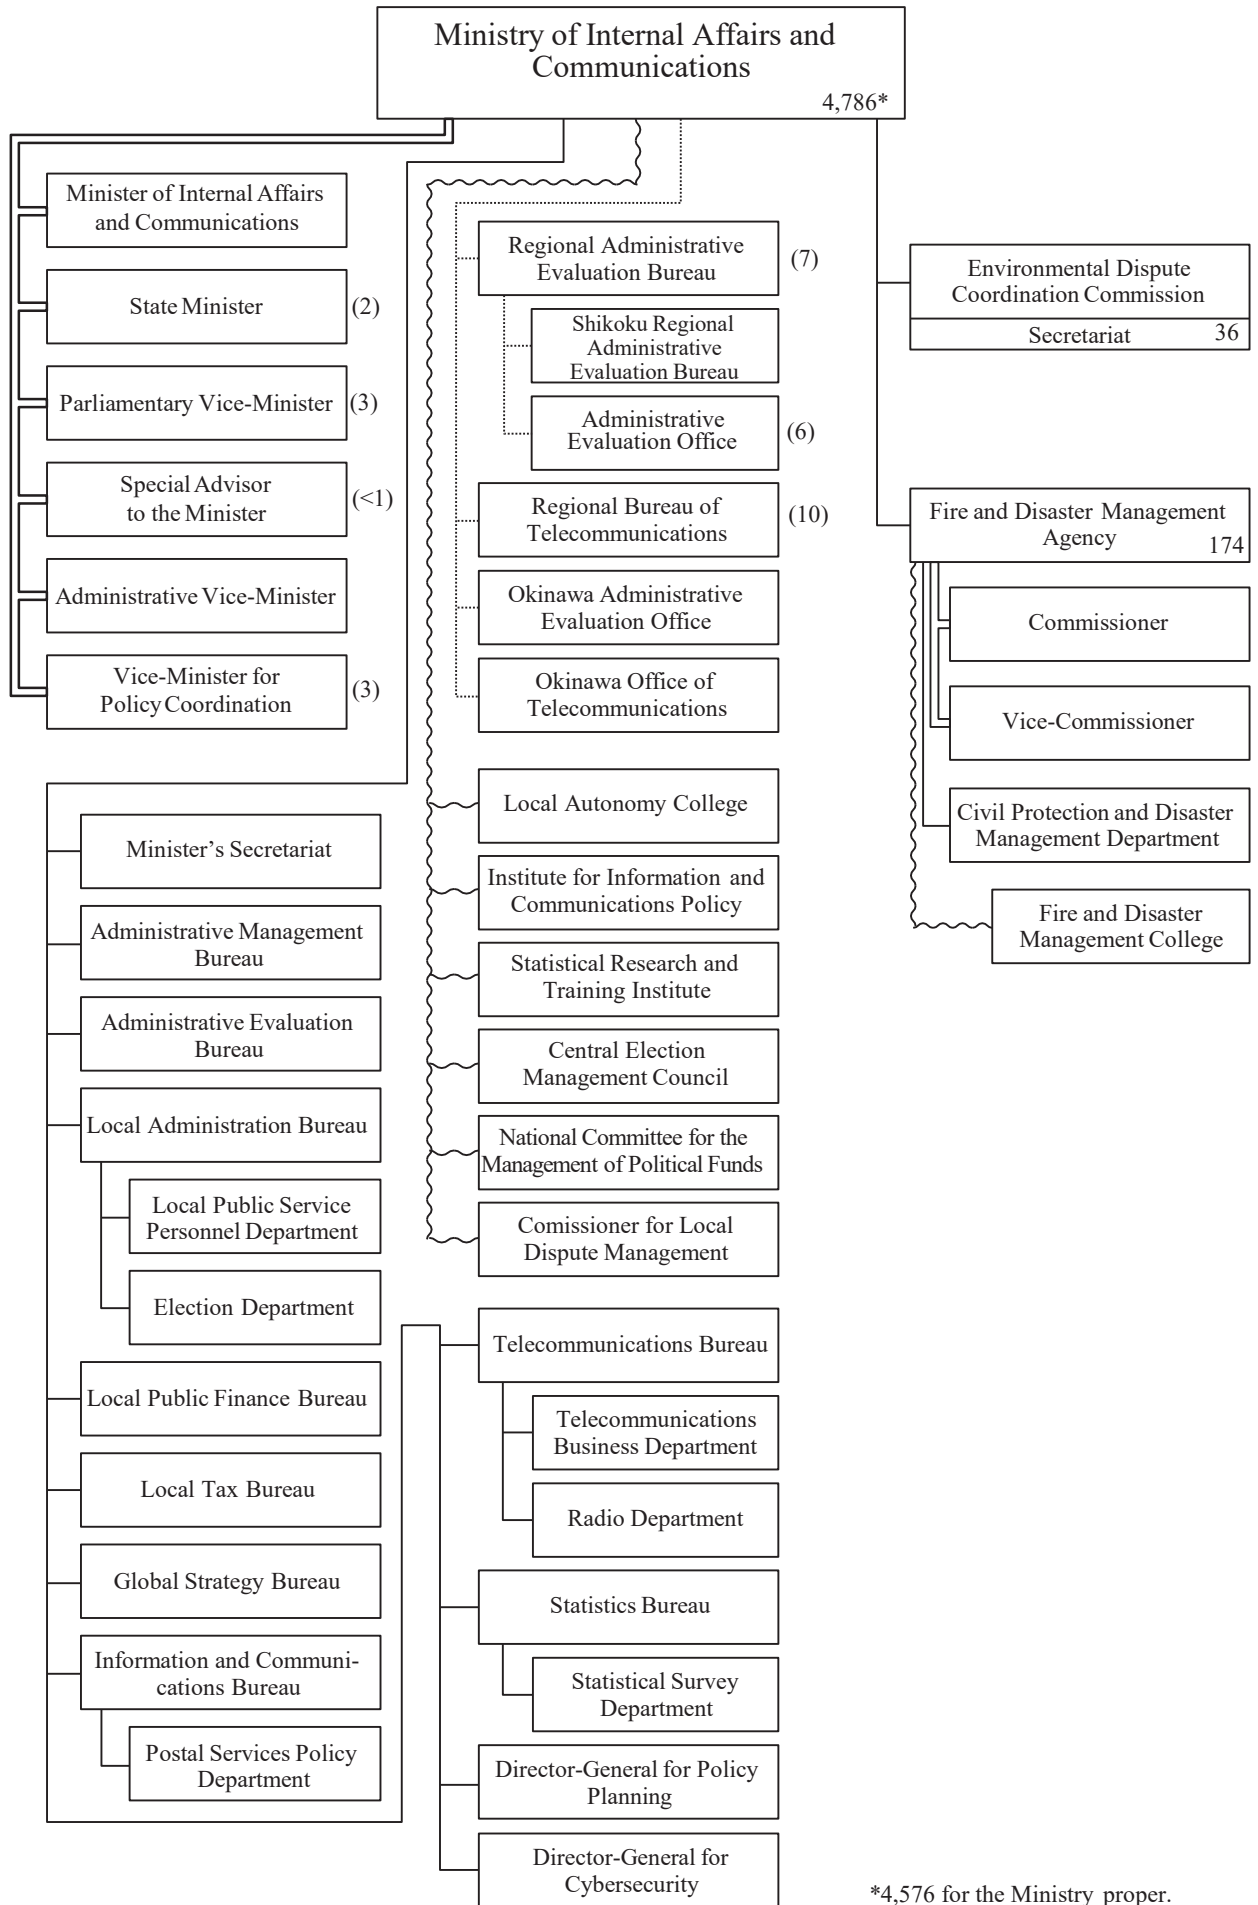 Ministry of Internal Affairs and
Communications
4,786*
Minister of Internal Affairs
and Communications
State Minister
(2)
Parliamentary Vice-Minister
(3)
Special Advisor
to the Minister
(<1)
Administrative Vice-Minister
Vice-Minister for
Policy Coordination
(3)
Minister’s Secretariat
Administrative Management
Bureau
Administrative Evaluation
Bureau
Local Administration Bureau
Local Public Service
Personnel Department
Election Department
Local Public Finance Bureau
Local Tax Bureau
Global Strategy Bureau
Information and Communi-
cations Bureau
Postal Services Policy
Department
Regional Administrative
Evaluation Bureau
(7)
Shikoku Regional
Administrative
Evaluation Bureau
Administrative
Evaluation Office
(6)
Regional Bureau of
Telecommunications
(10)
Okinawa Administrative
Evaluation Office
Okinawa Office of
Telecommunications
Local Autonomy College
Institute for Information and
Communications Policy
Statistical Research and
Training Institute
Central Election
Management Council
National Committee for the
Management of Political Funds
Comissioner for Local
Dispute Management
Telecommunications Bureau
Telecommunications
Business Department
Radio Department
Statistics Bureau
Statistical Survey
Department
Director-General for Policy
Planning
Director-General for
Cybersecurity
Environmental Dispute
Coordination Commission
Secretariat
36
Fire and Disaster Management
Agency
174
Commissioner
Vice-Commissioner
Civil Protection and Disaster
Management Department
Fire and Disaster
Management College
*4,576 for the Ministry proper.